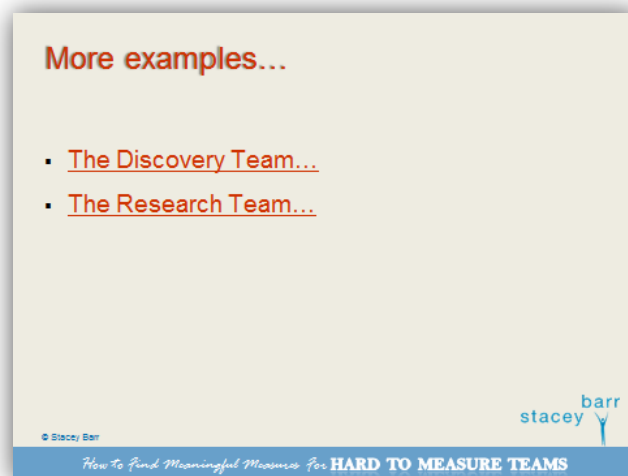 More examples…
The Discovery Team…
The Research Team…
barr
stacey
© Stacey Barr
How to Find Meaningful Measures For HARD TO MEASURE TEAMS